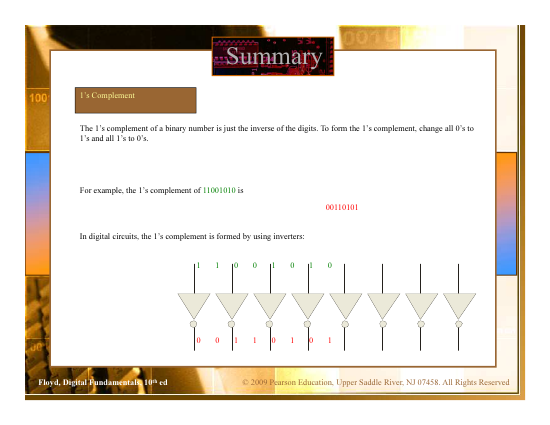 Summary
1's Complement
The 1's complement of a binary number is just the inverse of the digits. To form the 1's complement, change all 0's to
1's and all 1's to 0's.
For example, the 1's complement of 11001010 is
00110101
In digital circuits, the 1's complement is formed by using inverters:
1 1 0 0 1 0 1 0
0 0 1 1 0 1 0 1
Floyd, Digital Fundamentals, 10th ed
© 2009 Pearson Education, Upper Saddle River, NJ 07458. All Rights Reserved